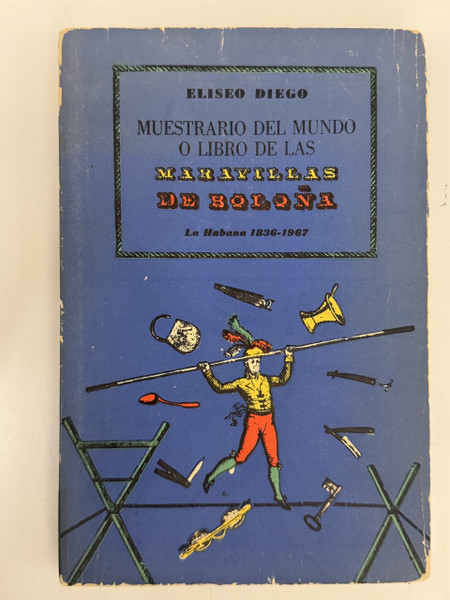 ELISEO DIEGO
MUESTRARIO DEL MUNDO
O LIBRO DE LAS
MARAVILLAS
DE BOLOÑA
La Habana 1836-1967